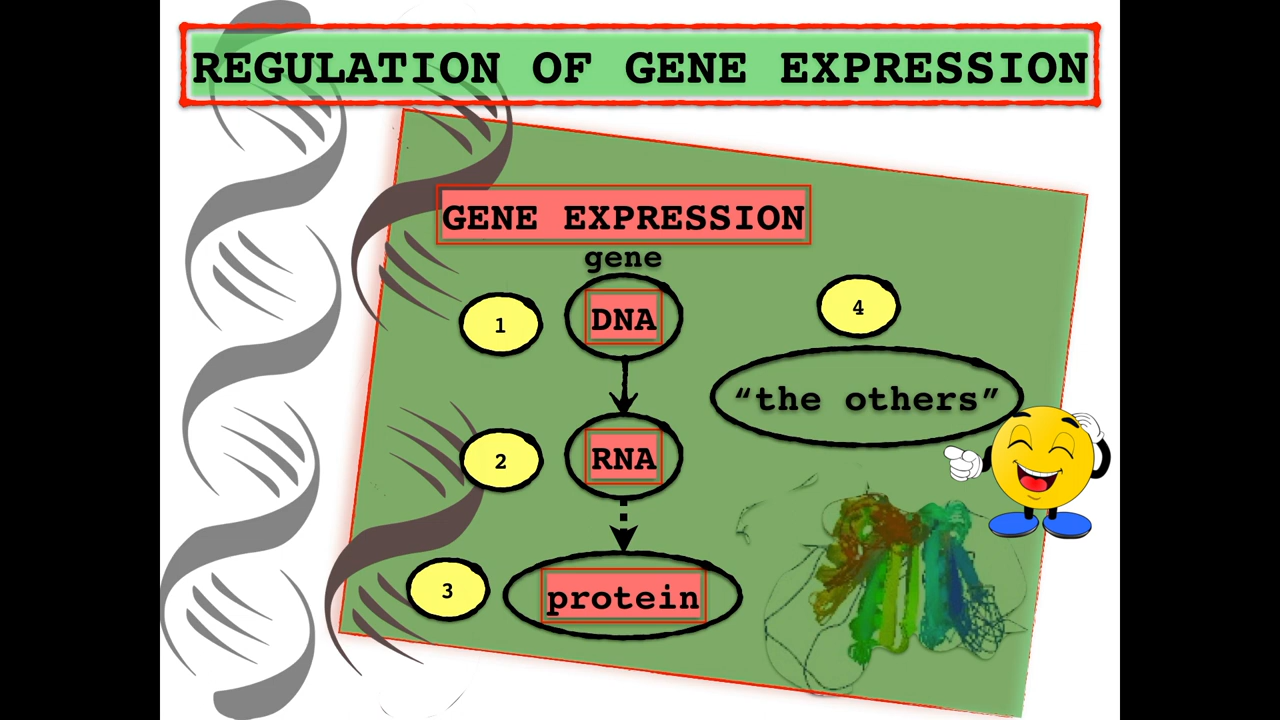 REGULATION OF GENE EXPRESSION
GENE EXPRESSION
gene
1
DNA
2
RNA
3
protein
4
“the others”